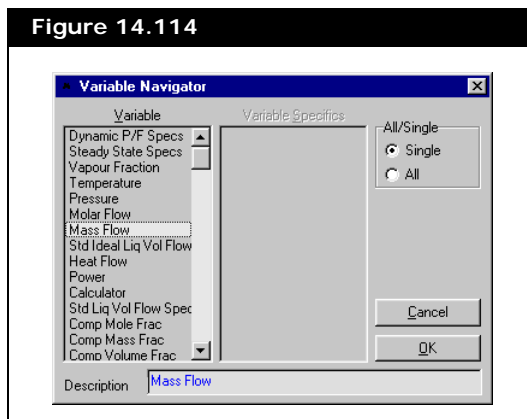 Figure 14.114
Variable Navigator
Variable
Variable Specifics
All/Single
Dynamic P/F Specs
Steady State Specs
Vapour Fraction
Temperature
Pressure
Molar Flow
Mass Flow
Std Ideal Liq Vol Flow
Heat Flow
Power
Calculator
Std Liq Vol Flow Spec
Comp Mole Frac
Comp Mass Frac
Comp Volume Frac
Single
All
Cancel
OK
Description Mass Flow